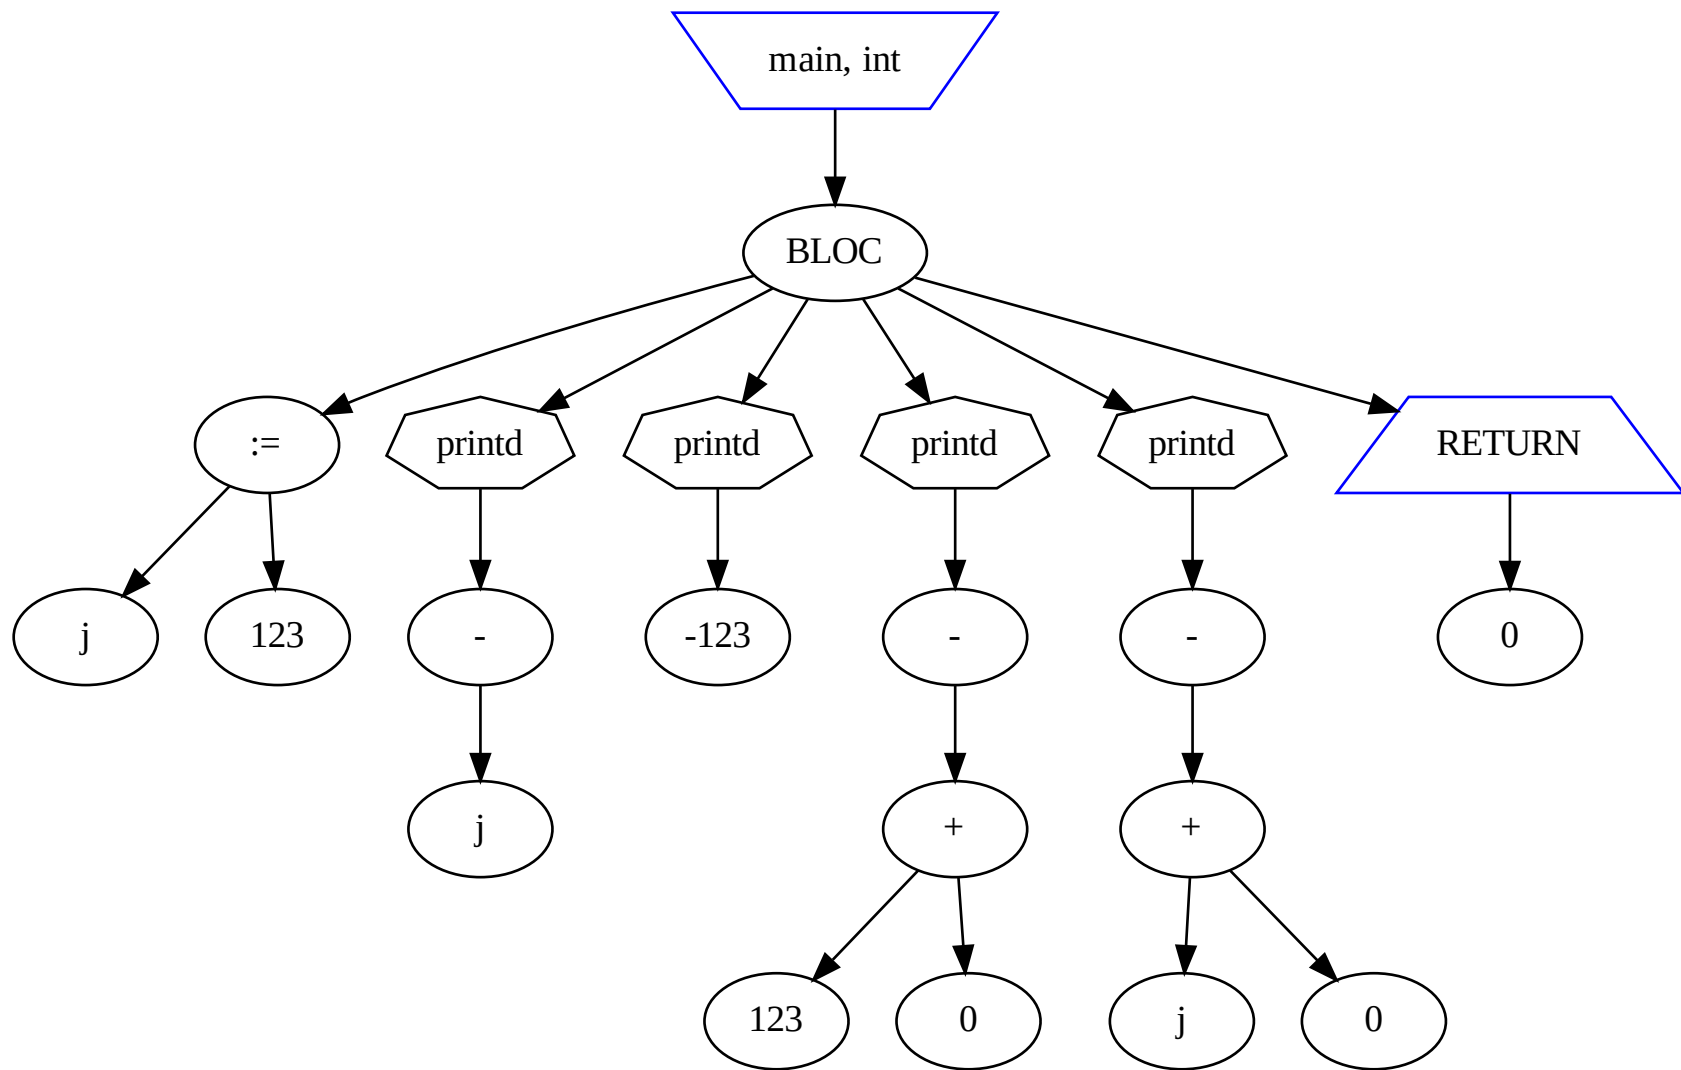 main, int
BLOC
:=
printd
printd
printd
printd
RETURN
j
123
-
-123
-
-
0
j
+
+
123
0
j
0